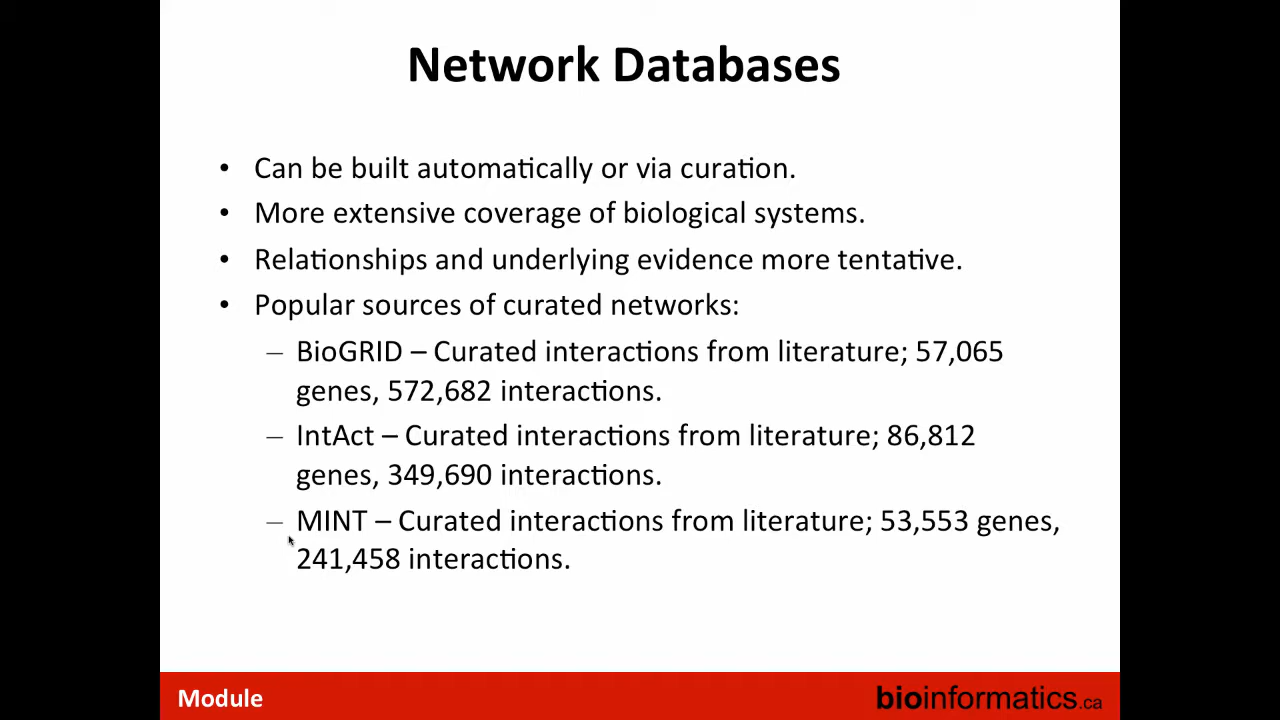 Network Databases
• Can be built automatically or via curation.
• More extensive coverage of biological systems.
• Relationships and underlying evidence more tentative.
• Popular sources of curated networks:
– BioGRID – Curated interactions from literature; 57,065
genes, 572,682 interactions.
– IntAct – Curated interactions from literature; 86,812
genes, 349,690 interactions.
– MINT – Curated interactions from literature; 53,553 genes,
241,458 interactions.
Module
bioinformatics.ca